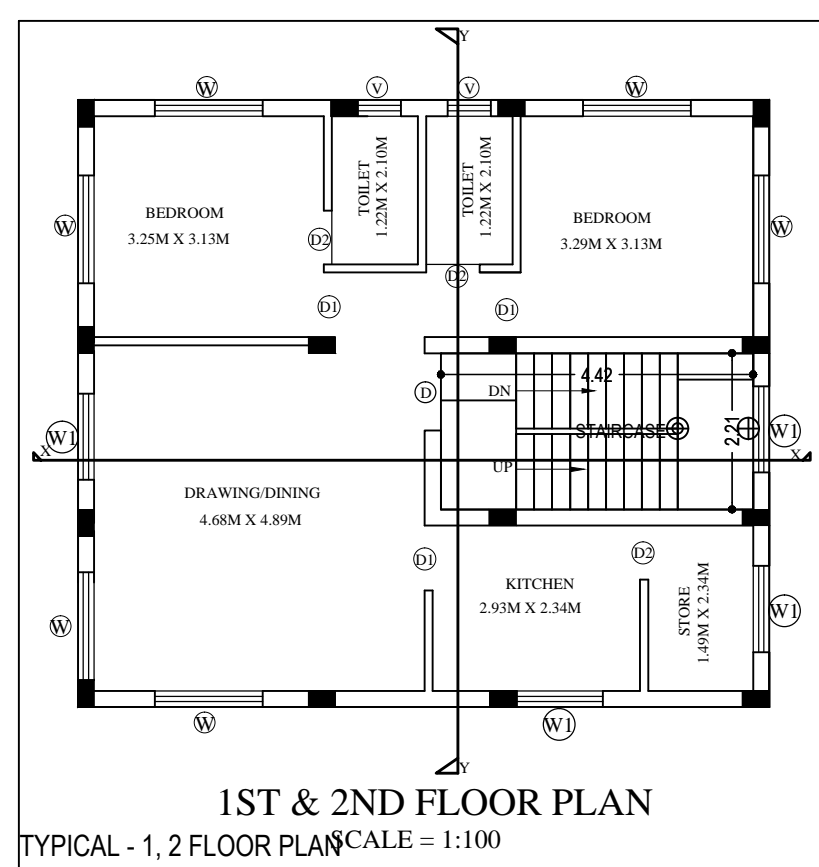 Y
W
V
V
W
BEDROOM
3.25M X 3.13M
TOILET
1.22M X 2.10M
TOILET
1.22M X 2.10M
BEDROOM
3.29M X 3.13M
W
W
D2
D2
D1
D1
4.42
D
DN
STAIRCASE
2.21
W1
W1
X
X
UP
DRAWING/DINING
4.68M X 4.89M
D1
D2
KITCHEN
2.93M X 2.34M
STORE
1.49M X 2.34M
W
W1
W
W1
Y
1ST & 2ND FLOOR PLAN
TYPICAL - 1, 2 FLOOR PLAN
SCALE = 1:100